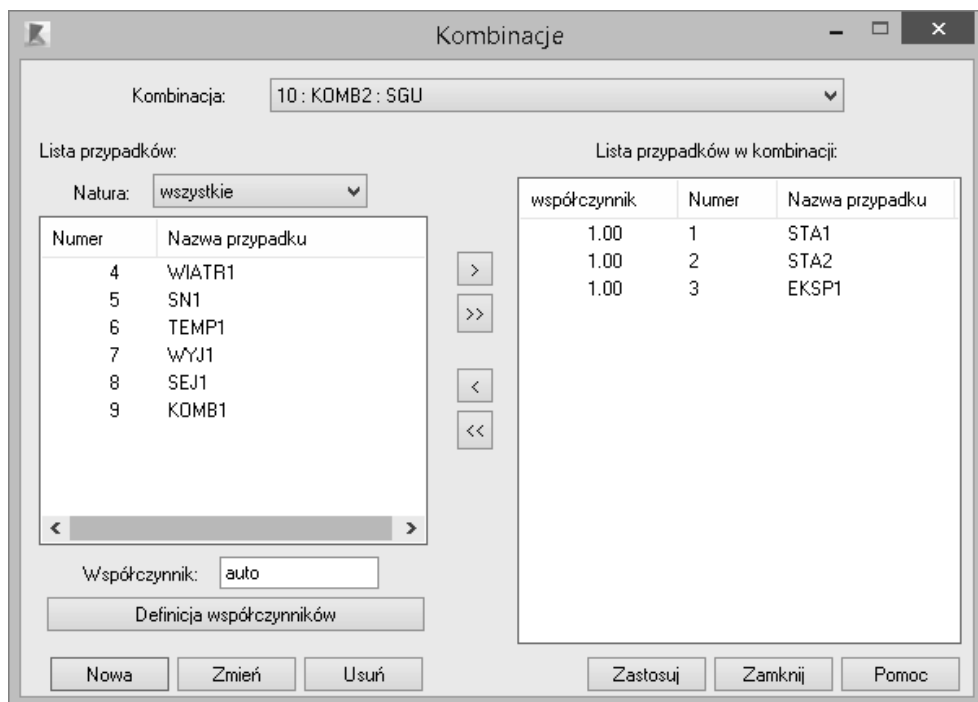 Kombinacje
Kombinacja: 10 : KOMB2 : SGU
Lista przypadków:
Natura: wszystkie
Numer Nazwa przypadku
4 WIATR1
5 SN1
6 TEMP1
7 WYJ1
8 SEJ1
9 KOMB1
Współczynnik: auto
Definicja współczynników
Nowa Zmień Usuń
>
>>
<
<<
Lista przypadków w kombinacji:
współczynnik Numer Nazwa przypadku
1.00 1 STA1
1.00 2 STA2
1.00 3 EKSP1
Zastosuj Zamknij Pomoc